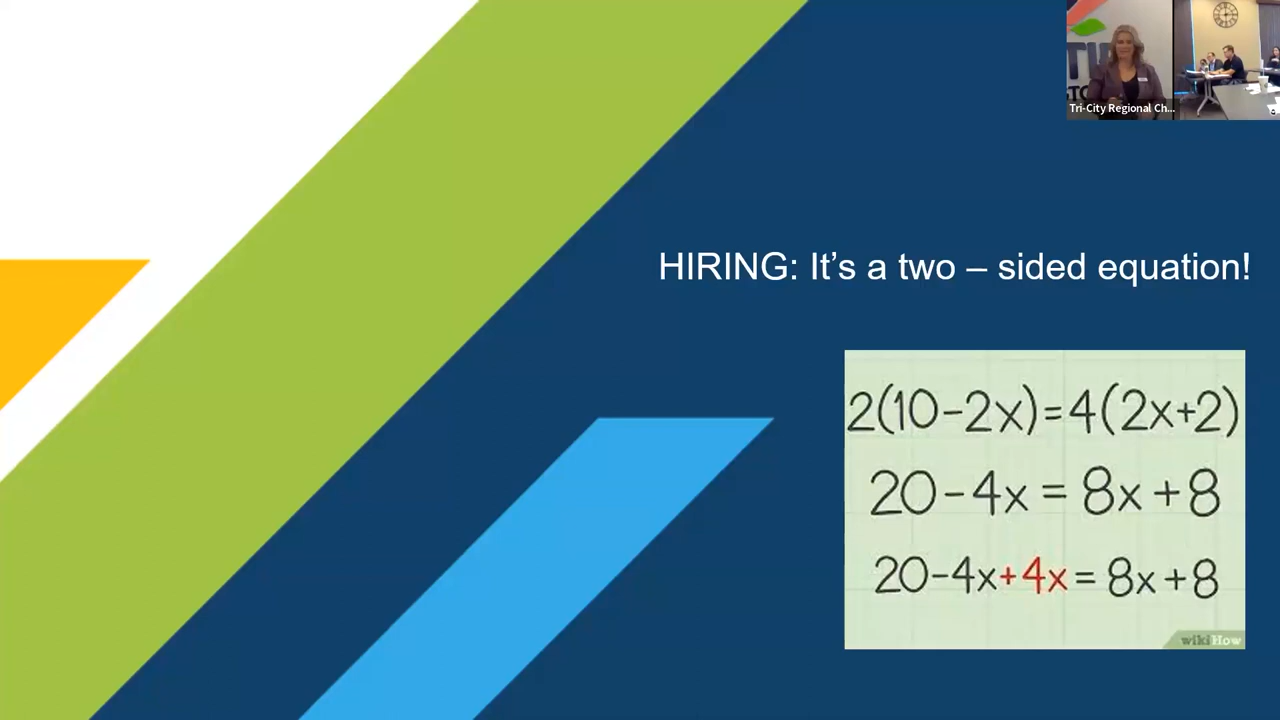 Tri-City Regional Ch...
HIRING: It's a two – sided equation!
2(10-2x)=4(2x+2)
20-4x=8x+8
20-4x+4x=8x+8
wikiHow